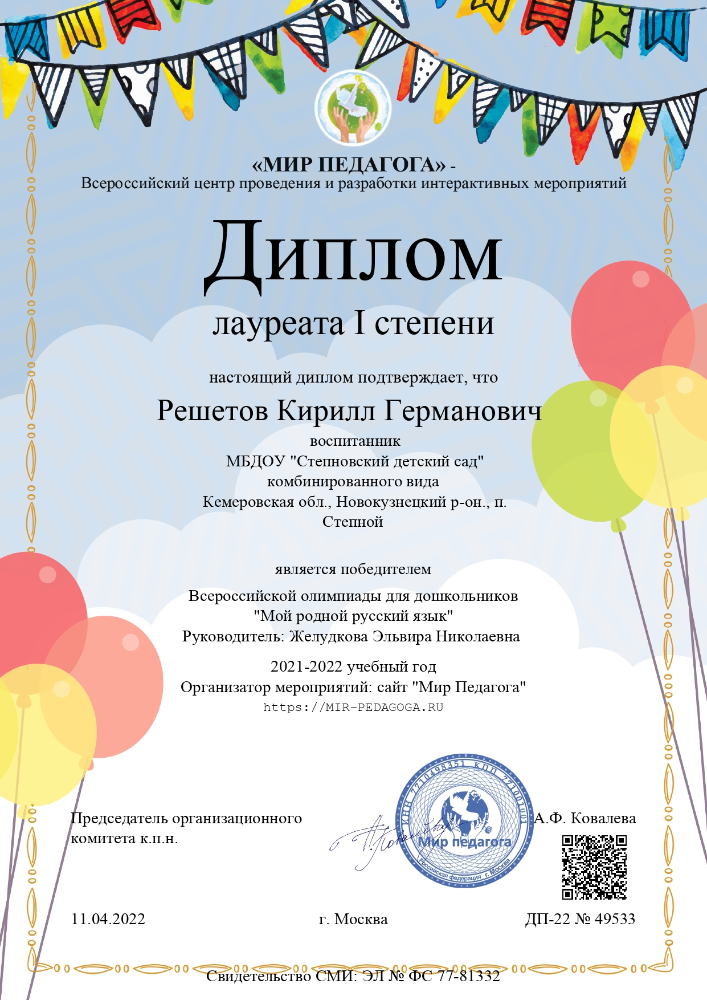 «МИР ПЕДАГОГА» -
Всероссийский центр проведения и разработки интерактивных мероприятий
Диплом
лауреата I степени
настоящий диплом подтверждает, что
Решетов Кирилл Германович
воспитанник
МБДОУ "Степновский детский сад"
комбинированного вида
Кемеровская обл., Новокузнецкий р-он., п.
Степной
является победителем
Всероссийской олимпиады для дошкольников
"Мой родной русский язык"
Руководитель: Желудкова Эльвира Николаевна
2021-2022 учебный год
Организатор мероприятий: сайт "Мир Педагога"
https://MIR-PEDAGOGA.RU
ИНН 7710498351 КПП 771001001
Мир педагога
Российская федерация г. Москва
Председатель организационного
комитета к.п.н.
А.Ф. Ковалева
11.04.2022
г. Москва
ДП-22 № 49533
Свидетельство СМИ: ЭЛ № ФС 77-81332